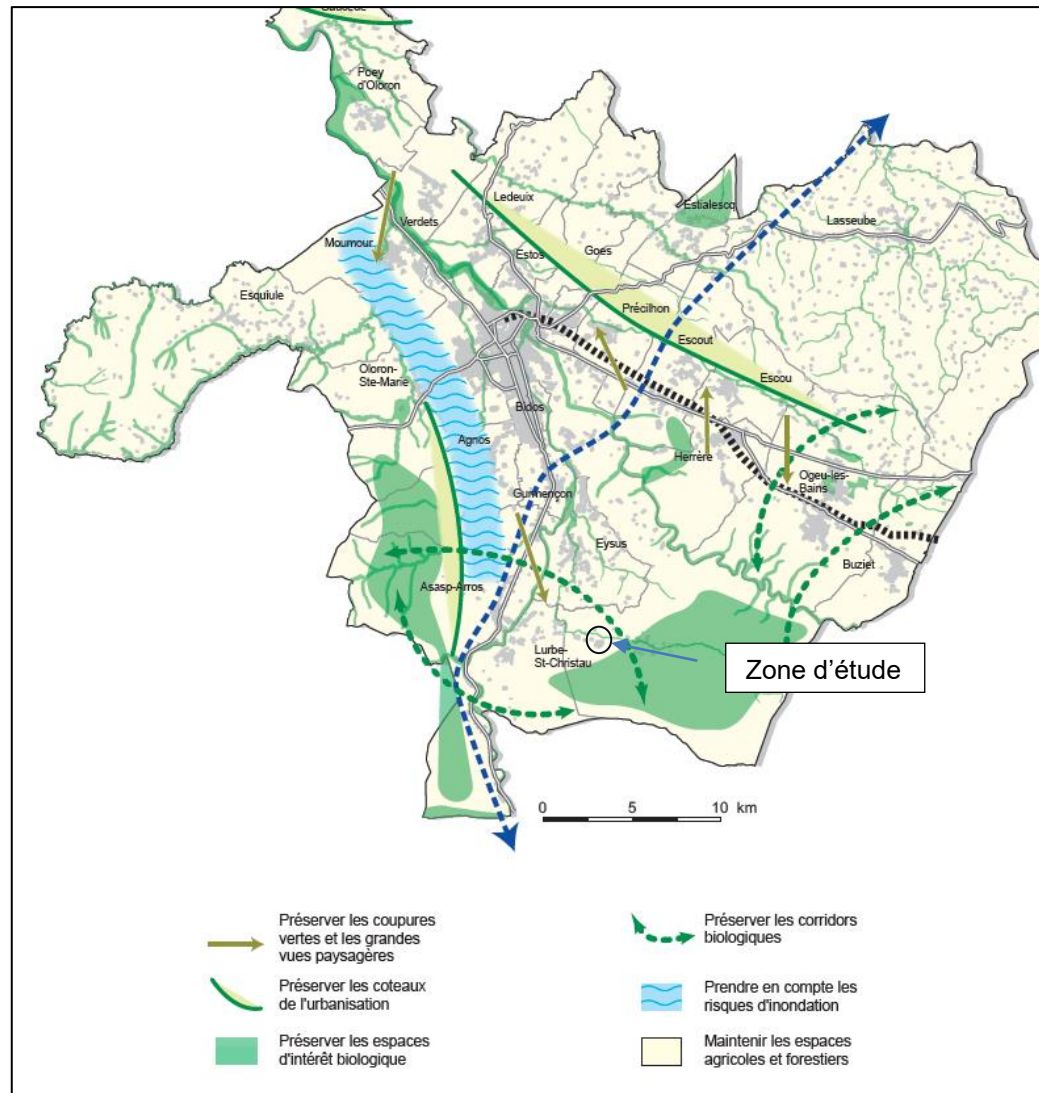 Poey
d'Oloron
Ledeuix
Estialescq
Lasseube
Verdets
Moumour
Estos
Goes
Esquiule
Précilhon
Escout
Oloron-
Ste-Marie
Escou
Bidos
Agnos
Herrère
Ogeu-les-
Bains
Gurmençon
Eysus
Buziet
Asasp-Arros
Lurbe-
St-Christau
Zone d'étude
0 5 10 km
Préserver les coupures
vertes et les grandes
vues paysagères
Préserver les coteaux
de l'urbanisation
Préserver les espaces
d'intérêt biologique
Préserver les corridors
biologiques
Prendre en compte les
risques d'inondation
Maintenir les espaces
agricoles et forestiers